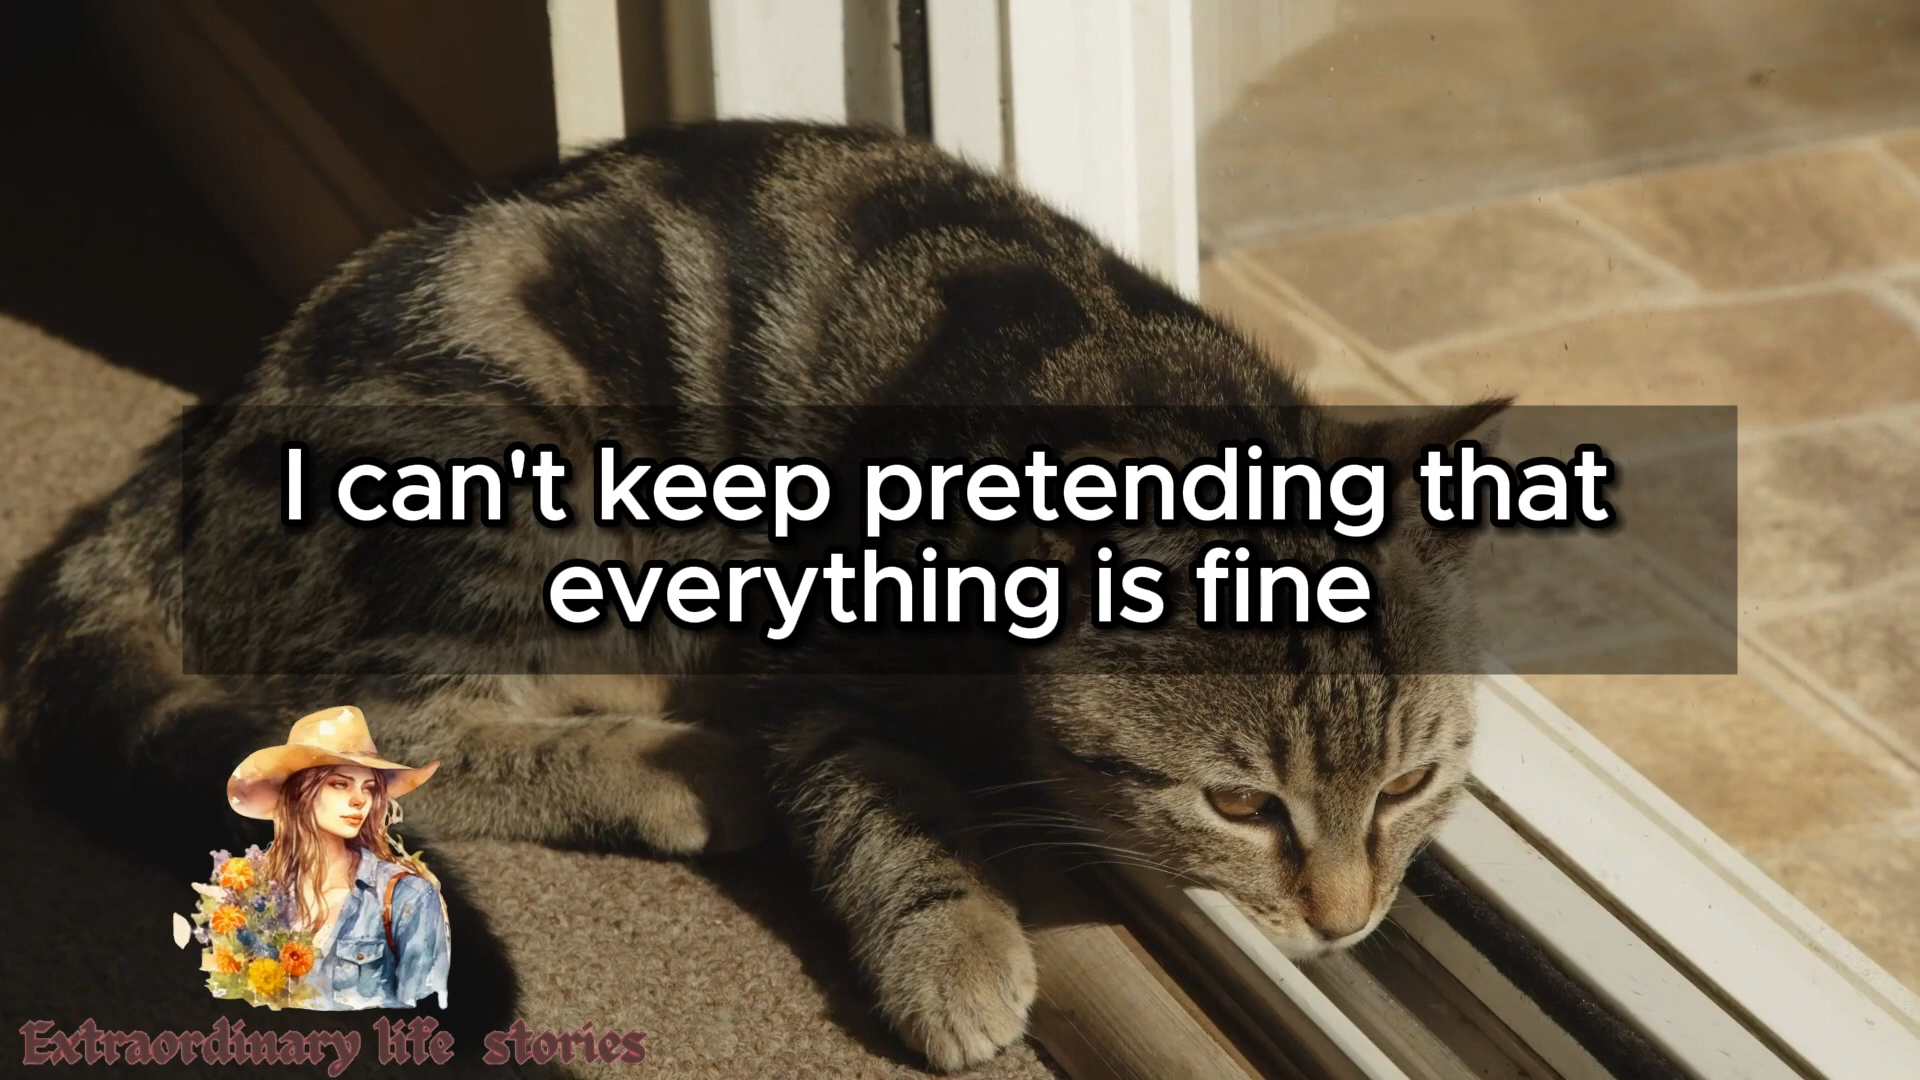 I can't keep pretending that
everything is fine
Extraordinary life stories